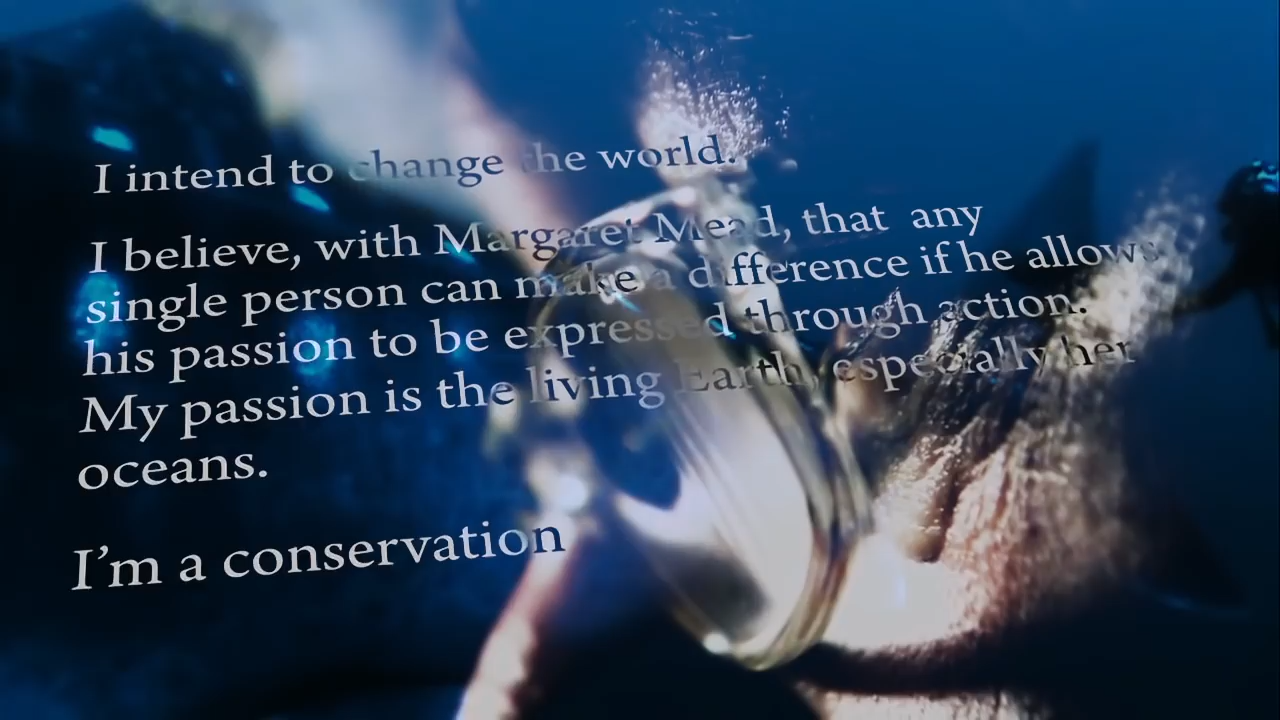 I intend to change the world.
I believe, with Margaret Mead, that any
single person can make a difference if he allows
his passion to be expressed through action.
My passion is the living Earth, especially her
oceans.
I'm a conservation